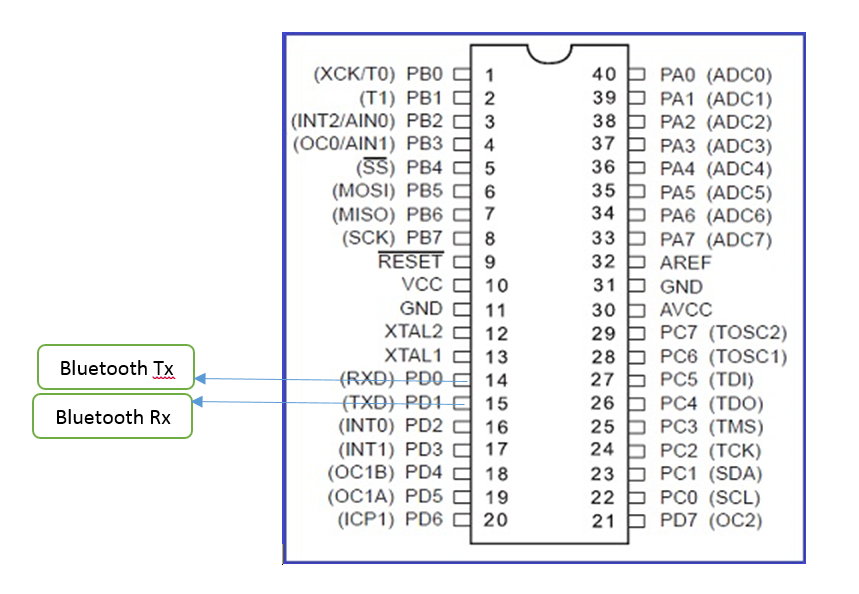 (XCK/T0) PB0 1 40 PA0 (ADC0)
(T1) PB1 2 39 PA1 (ADC1)
(INT2/AIN0) PB2 3 38 PA2 (ADC2)
(OC0/AIN1) PB3 4 37 PA3 (ADC3)
(SS) PB4 5 36 PA4 (ADC4)
(MOSI) PB5 6 35 PA5 (ADC5)
(MISO) PB6 7 34 PA6 (ADC6)
(SCK) PB7 8 33 PA7 (ADC7)
RESET 9 32 AREF
VCC 10 31 GND
GND 11 30 AVCC
XTAL2 12 29 PC7 (TOSC2)
XTAL1 13 28 PC6 (TOSC1)
Bluetooth Tx (RXD) PD0 14 27 PC5 (TDI)
Bluetooth Rx (TXD) PD1 15 26 PC4 (TDO)
(INT0) PD2 16 25 PC3 (TMS)
(INT1) PD3 17 24 PC2 (TCK)
(OC1B) PD4 18 23 PC1 (SDA)
(OC1A) PD5 19 22 PC0 (SCL)
(ICP1) PD6 20 21 PD7 (OC2)